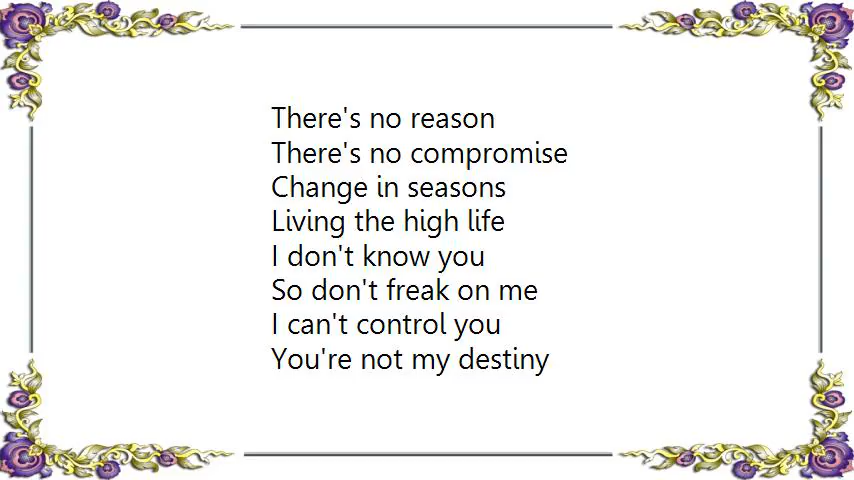 There's no reason
There's no compromise
Change in seasons
Living the high life
I don't know you
So don't freak on me
I can't control you
You're not my destiny